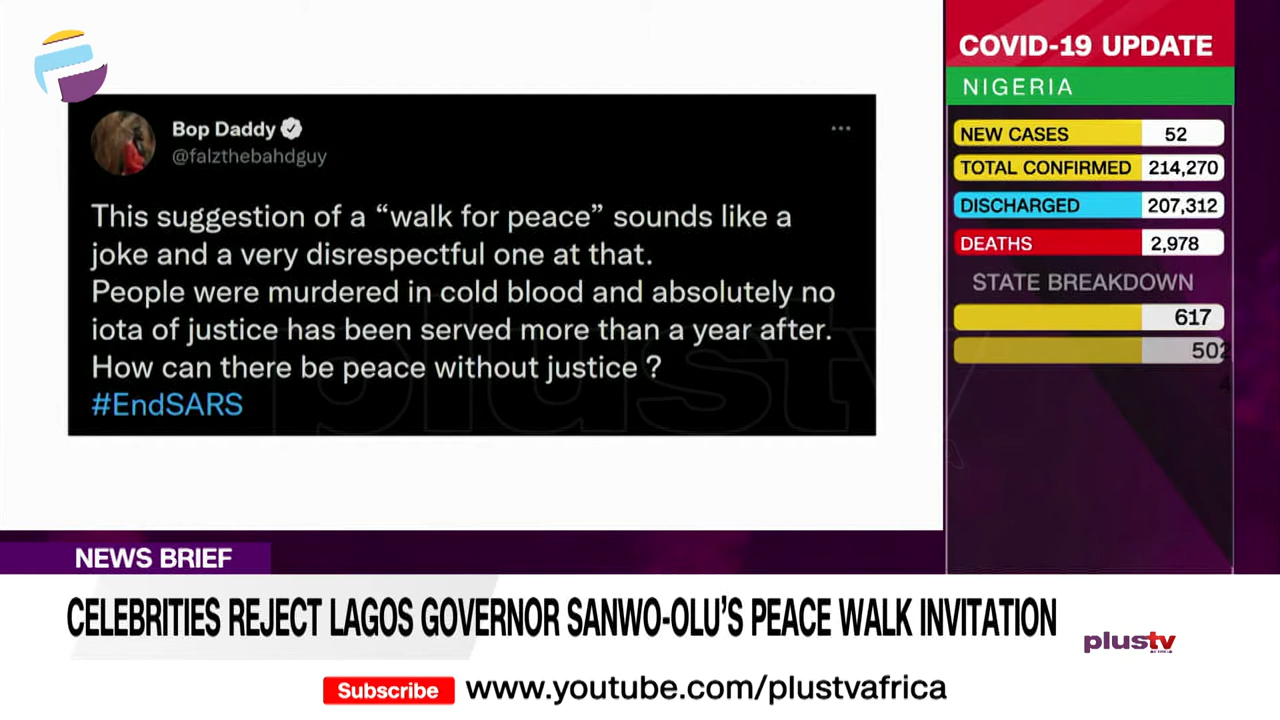 Bop Daddy
@falzthebahdguy
This suggestion of a “walk for peace” sounds like a
joke and a very disrespectful one at that.
People were murdered in cold blood and absolutely no
iota of justice has been served more than a year after.
How can there be peace without justice ?
#EndSARS
plustv
COVID-19 UPDATE
NIGERIA
NEW CASES 52
TOTAL CONFIRMED 214,270
DISCHARGED 207,312
DEATHS 2,978
STATE BREAKDOWN
617
502
NEWS BRIEF
CELEBRITIES REJECT LAGOS GOVERNOR SANWO-OLU’S PEACE WALK INVITATION
plustv
Subscribe www.youtube.com/plustvafrica